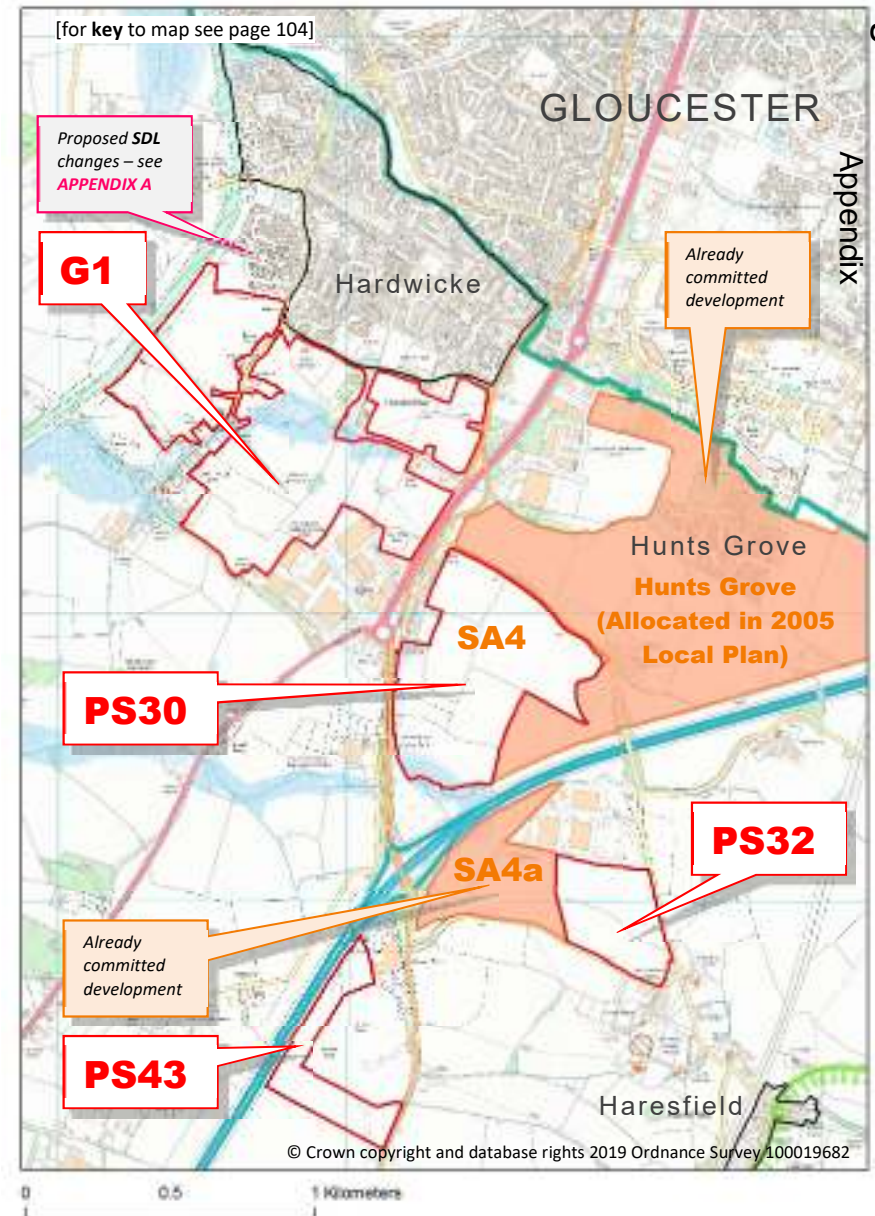 [for key to map see page 104]
GLOUCESTER
Appendix
Proposed SDL
changes – see
APPENDIX A
G1
Hardwicke
Already
committed
development
Hunts Grove
Hunts Grove
(Allocated in 2005
Local Plan)
SA4
PS30
PS32
SA4a
Already
committed
development
PS43
Haresfield
© Crown copyright and database rights 2019 Ordnance Survey 100019682
0 0.5 1 Kilometers